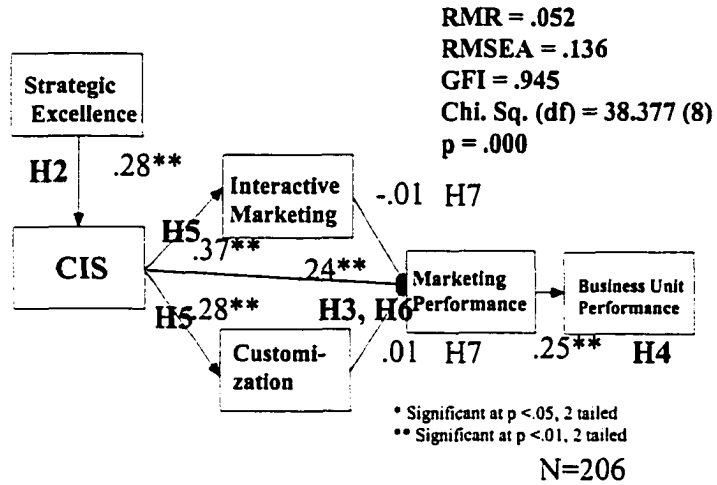 RMR = .052
RMSEA = .136
GFI = .945
Chi. Sq. (df) = 38.377 (8)
p = .000
Strategic
Excellence
H2
.28**
CIS
Interactive
Marketing
H5
.37**
-.01 H7
.24**
Marketing
Performance
Business Unit
Performance
H5
.28**
H3, H6
Customi-
zation
.01 H7
.25**
H4
* Significant at p <.05, 2 tailed
** Significant at p <.01, 2 tailed
N=206